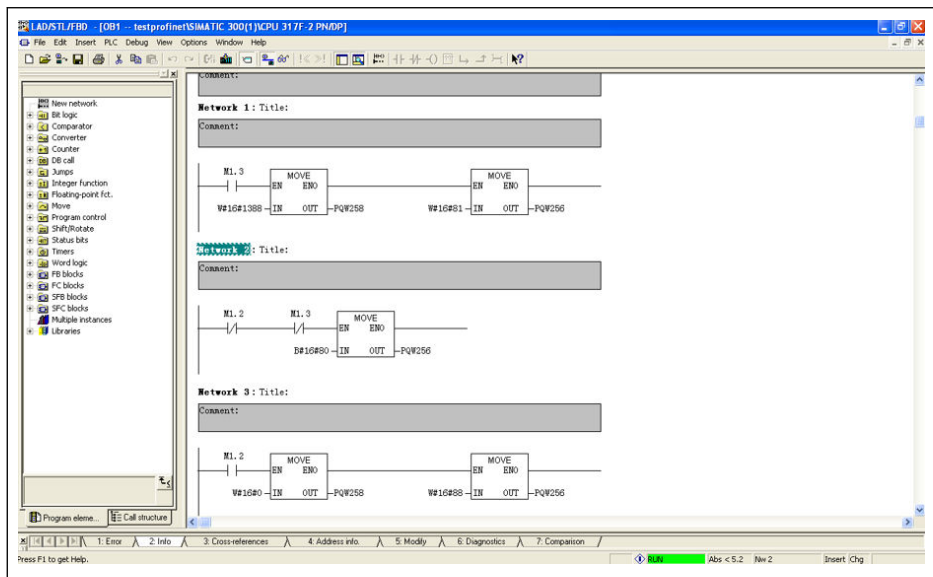 LAD/STL/FBD - [OB1 -- testprofinet\SIMATIC 300(1)\CPU 317F-2 PN/DP]
File Edit Insert PLC Debug View Options Window Help
New network
Bit logic
Comparator
Converter
Counter
DB call
Jumps
Integer function
Floating-point fct.
Move
Program control
Shift/Rotate
Status bits
Timers
Word logic
FB blocks
FC blocks
SFB blocks
SFC blocks
Multiple instances
Libraries
Program eleme... Call structure
Comment:
Network 1: Title:
Comment:
M1.3 MOVE MOVE
EN ENO EN ENO
W#16#1388 IN OUT PQW258 W#16#81 IN OUT PQW256
Network 2: Title:
Comment:
M1.2 M1.3 MOVE
EN ENO
B#16#80 IN OUT PQW256
Network 3: Title:
Comment:
M1.2 MOVE MOVE
EN ENO EN ENO
W#16#0 IN OUT PQW258 W#16#88 IN OUT PQW256
1: Error 2: Info 3: Cross-references 4: Address info. 5: Modify 6: Diagnostics 7: Comparison
Press F1 to get Help. RUN Abs < 5.2 Nw 2 Insert Chg